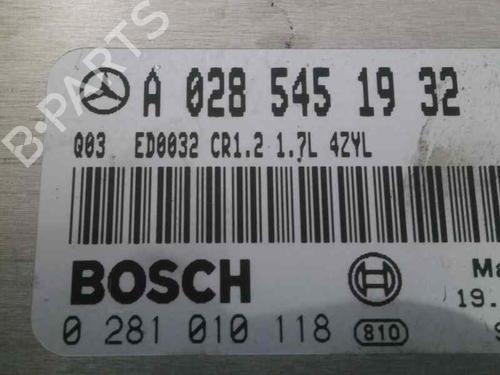 A 028 545 19 32
Q03 ED0032 CR1.2 1.7L 4ZYL
BOSCH
0 281 010 118 810
Ma
19.
B-PARTS